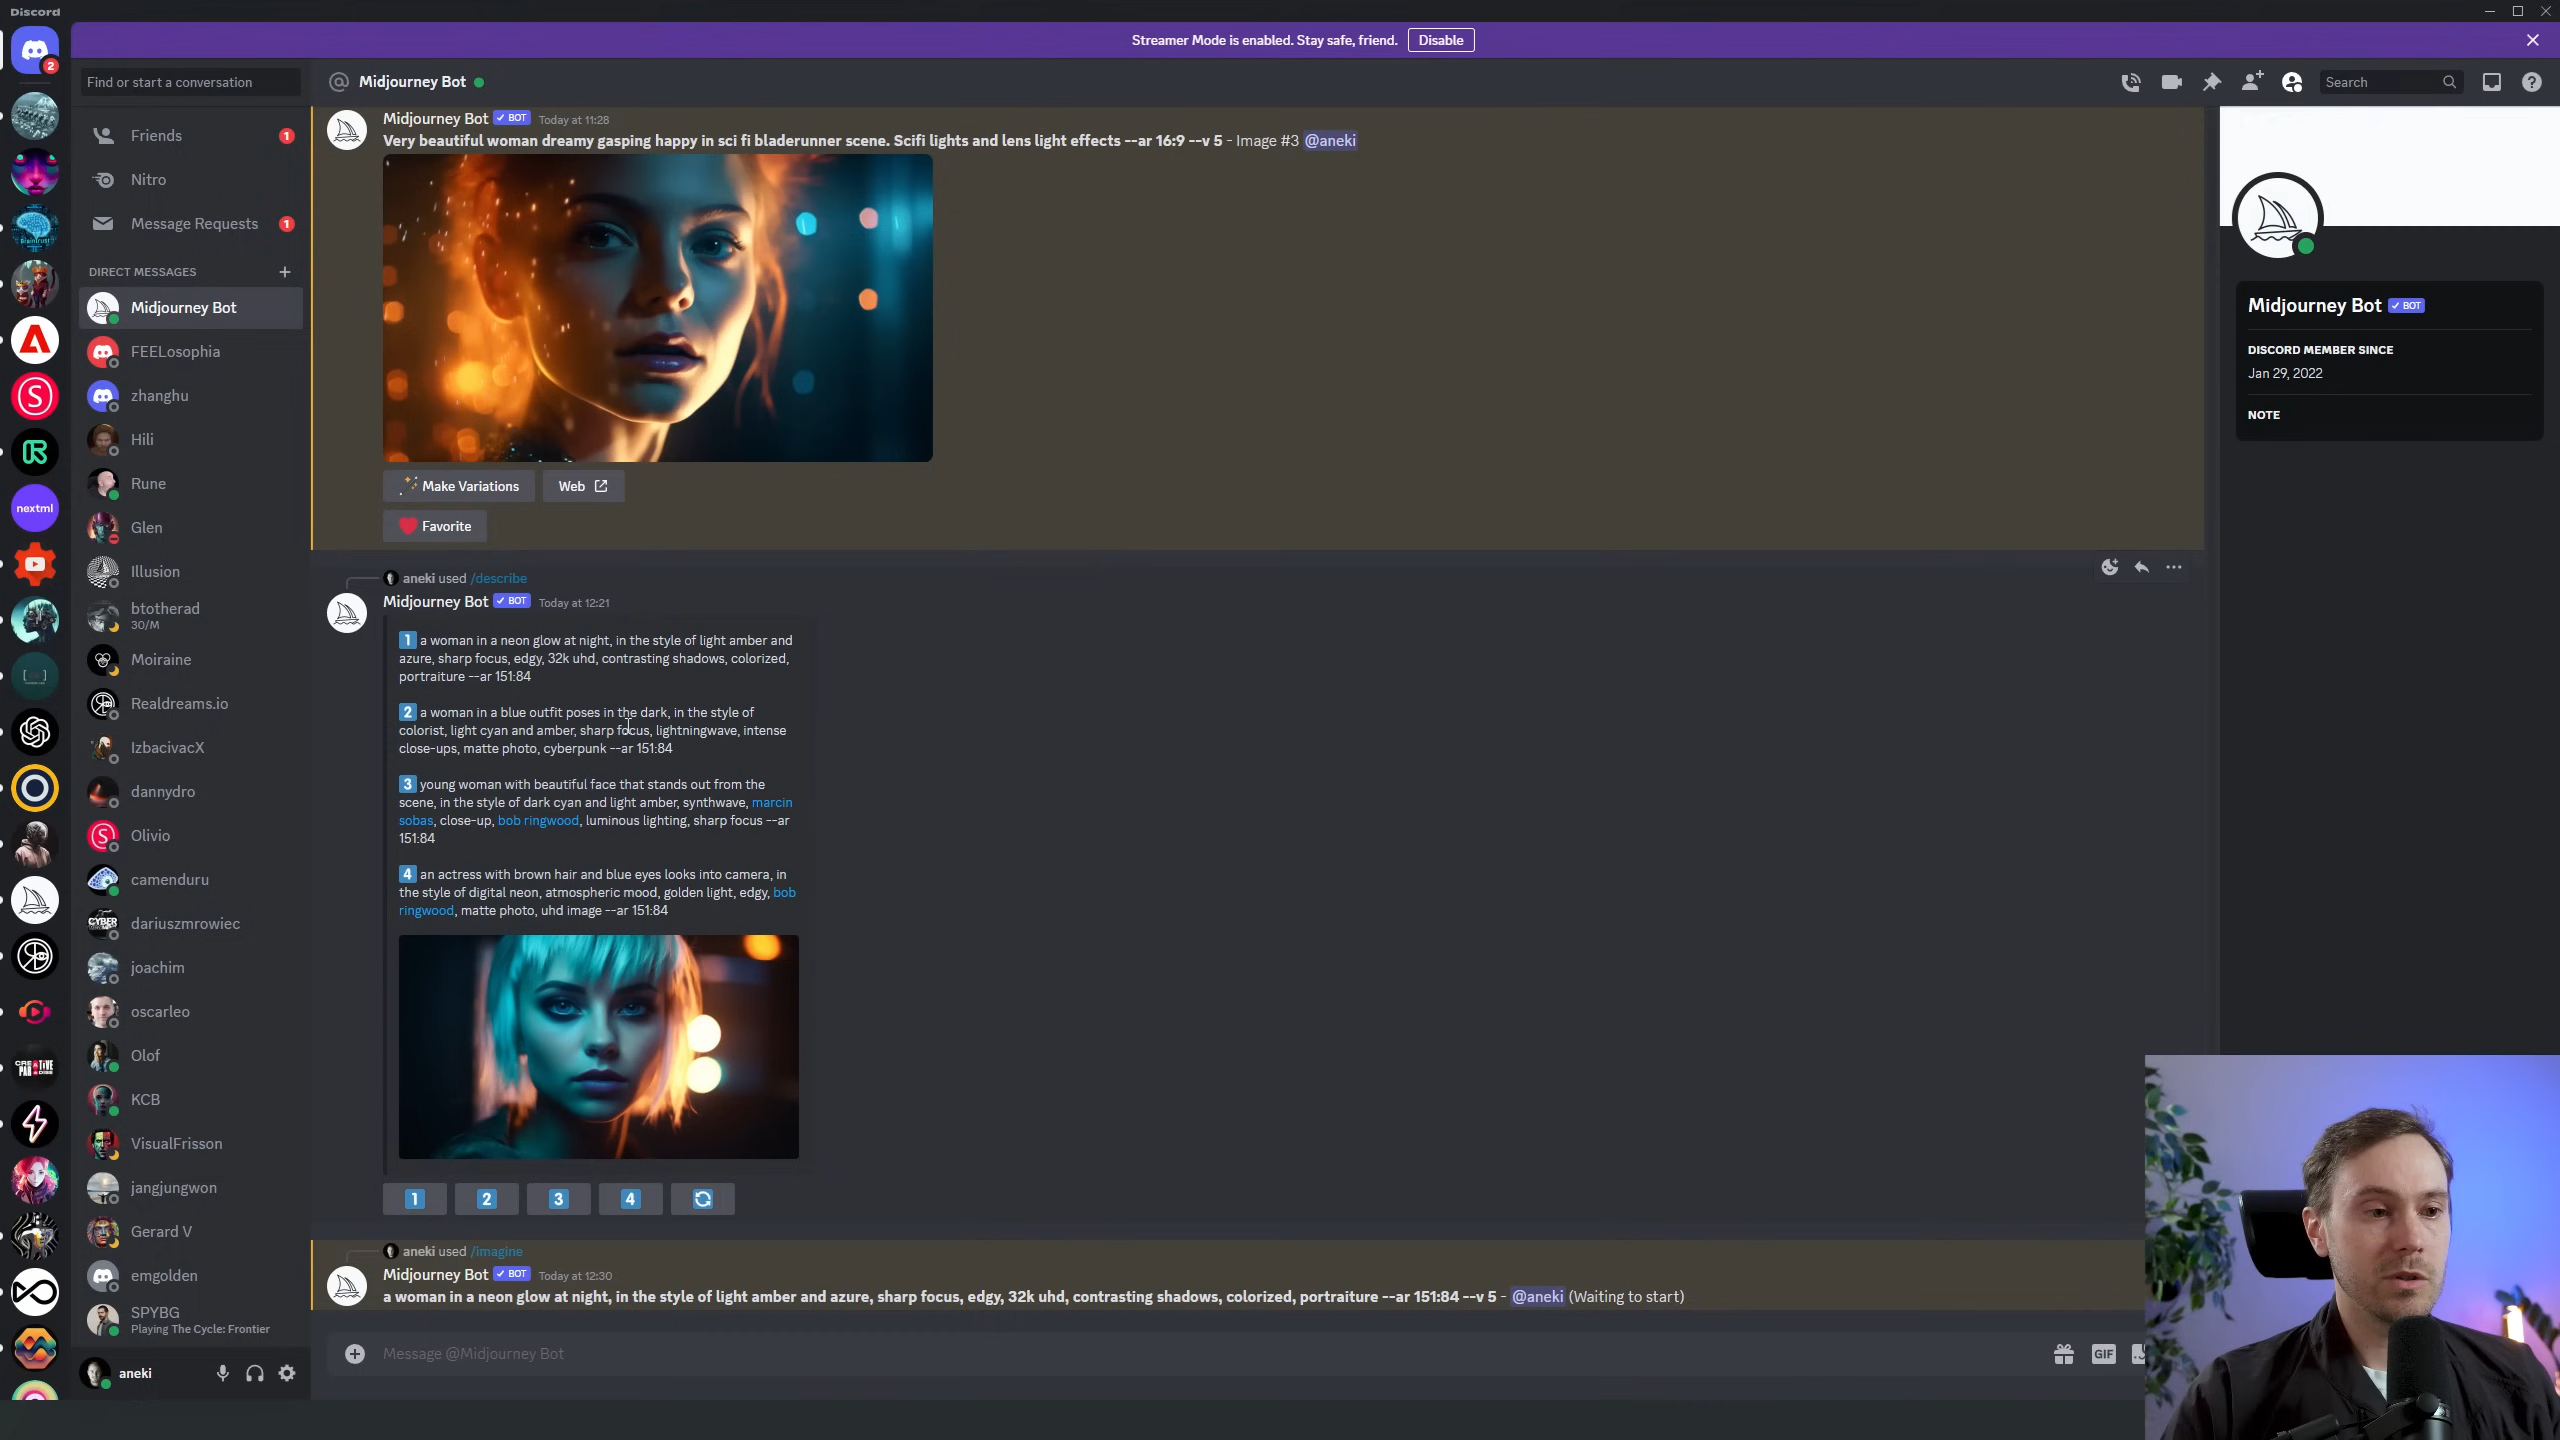 Discord
Streamer Mode is enabled. Stay safe, friend. Disable
2
Find or start a conversation
Midjourney Bot
Search
Friends 1
Nitro
Message Requests 1
DIRECT MESSAGES
Midjourney Bot
FEELosophia
zhanghu
Hili
Rune
Glen
Illusion
btotherad
30/M
Moiraine
Realdreams.io
IzbacivacX
dannydro
Olivio
camenduru
dariuszmrowiec
joachim
oscarleo
Olof
KCB
VisualFrisson
jangjungwon
Gerard V
emgolden
SPYBG
Playing The Cycle: Frontier
aneki
nextml
Midjourney Bot BOT Today at 11:28
Very beautiful woman dreamy gasping happy in sci fi bladerunner scene. Scifi lights and lens light effects --ar 16:9 --v 5 - Image #3 @aneki
Make Variations Web
Favorite
aneki used /describe
Midjourney Bot BOT Today at 12:21
1 a woman in a neon glow at night, in the style of light amber and
azure, sharp focus, edgy, 32k uhd, contrasting shadows, colorized,
portraiture --ar 151:84
2 a woman in a blue outfit poses in the dark, in the style of
colorist, light cyan and amber, sharp focus, lightningwave, intense
close-ups, matte photo, cyberpunk --ar 151:84
3 young woman with beautiful face that stands out from the
scene, in the style of dark cyan and light amber, synthwave, marcin
sobas, close-up, bob ringwood, luminous lighting, sharp focus --ar
151:84
4 an actress with brown hair and blue eyes looks into camera, in
the style of digital neon, atmospheric mood, golden light, edgy, bob
ringwood, matte photo, uhd image --ar 151:84
1 2 3 4
aneki used /imagine
Midjourney Bot BOT Today at 12:30
a woman in a neon glow at night, in the style of light amber and azure, sharp focus, edgy, 32k uhd, contrasting shadows, colorized, portraiture --ar 151:84 --v 5 - @aneki (Waiting to start)
Message @Midjourney Bot
GIF
Midjourney Bot BOT
DISCORD MEMBER SINCE
Jan 29, 2022
NOTE